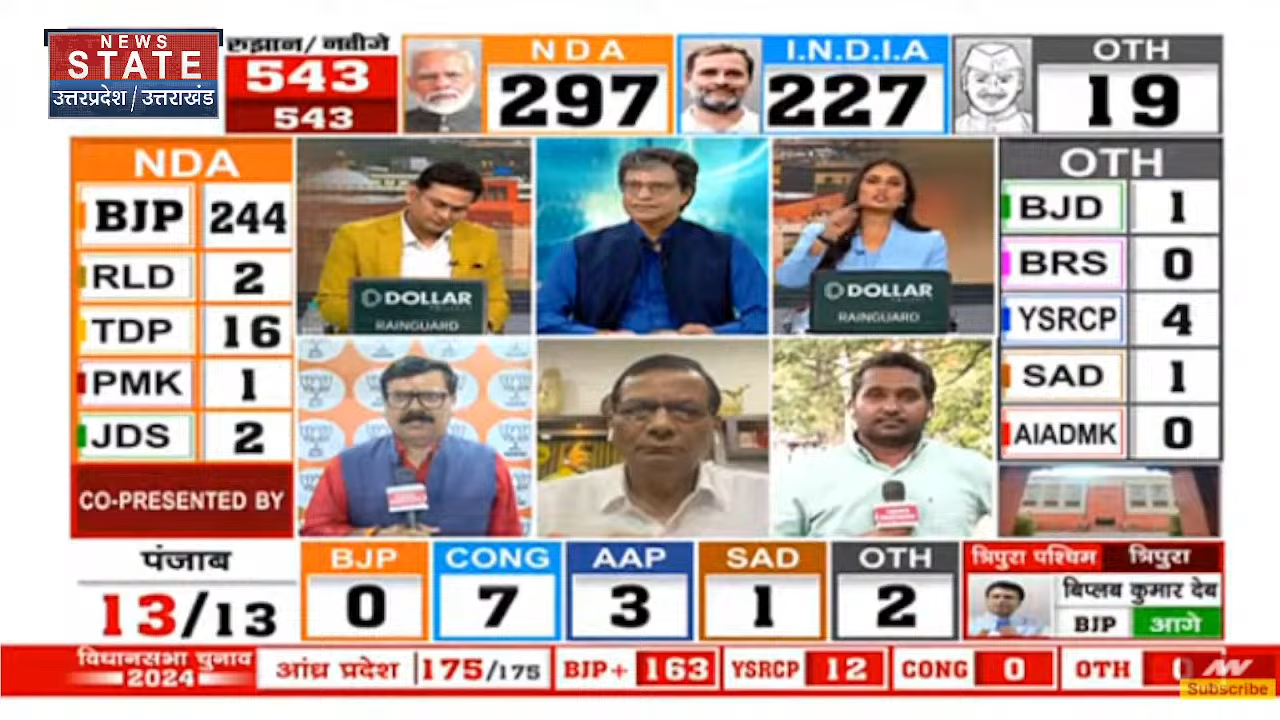 NEWS
STATE
उत्तरप्रदेश/उत्तराखंड
रुझान/ नतीजे
543
543
NDA
297
I.N.D.I.A
227
OTH
19
NDA
BJP 244
RLD 2
TDP 16
PMK 1
JDS 2
CO-PRESENTED BY
DOLLAR
RAINGUARD
DOLLAR
RAINGUARD
OTH
BJD 1
BRS 0
YSRCP 4
SAD 1
AIADMK 0
पंजाब
13/13
BJP
0
CONG
7
AAP
3
SAD
1
OTH
2
त्रिपुरा पश्चिम त्रिपुरा
बिप्लब कुमार देब
BJP आगे
विधानसभा चुनाव
2024
आंध्र प्रदेश 175/175 BJP+ 163 YSRCP 12 CONG 0 OTH 0
Subscribe